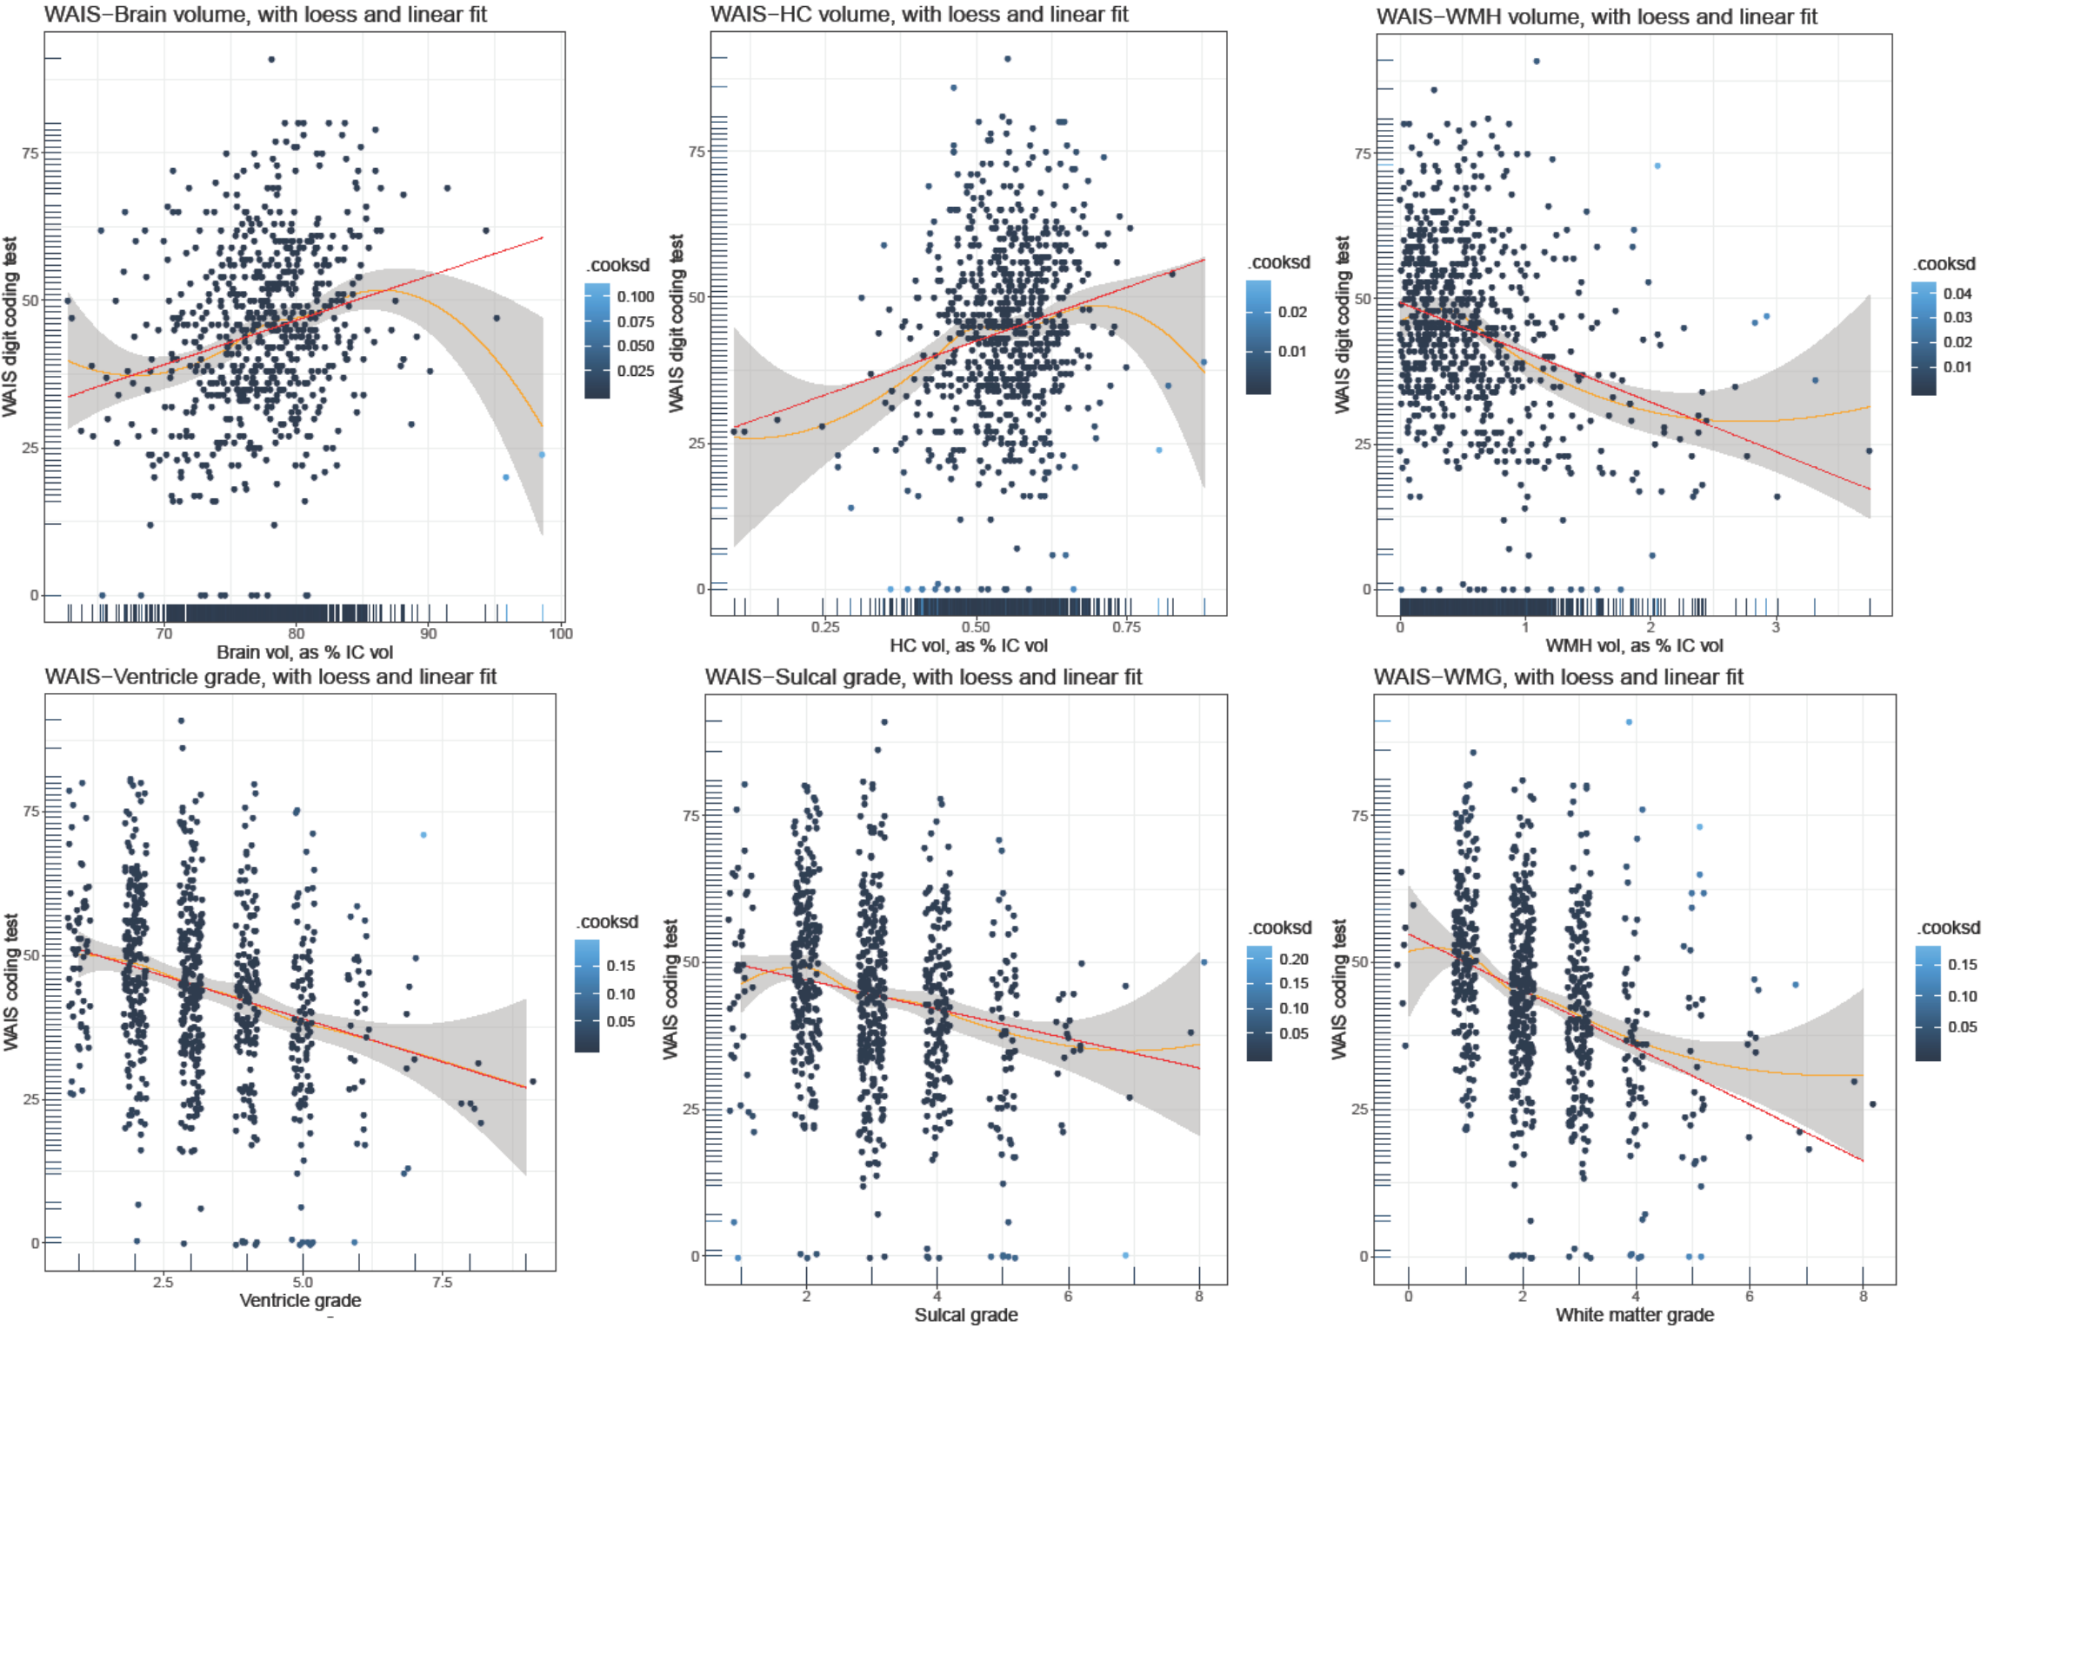 WAIS−Brain volume, with loess and linear fit
WAIS digit coding test
75
50
25
0
70 80 90 100
Brain vol, as % IC vol
.cooksd
0.100
0.075
0.050
0.025
WAIS−HC volume, with loess and linear fit
WAIS digit coding test
75
50
25
0
0.25 0.50 0.75
HC vol, as % IC vol
.cooksd
0.02
0.01
WAIS−WMH volume, with loess and linear fit
WAIS digit coding test
75
50
25
0
0 1 2 3
WMH vol, as % IC vol
.cooksd
0.04
0.03
0.02
0.01
WAIS−Ventricle grade, with loess and linear fit
WAIS coding test
75
50
25
0
2.5 5.0 7.5
Ventricle grade
.cooksd
0.15
0.10
0.05
WAIS−Sulcal grade, with loess and linear fit
WAIS coding test
75
50
25
0
2 4 6 8
Sulcal grade
.cooksd
0.20
0.15
0.10
0.05
WAIS−WMG, with loess and linear fit
WAIS coding test
75
50
25
0
0 2 4 6 8
White matter grade
.cooksd
0.15
0.10
0.05